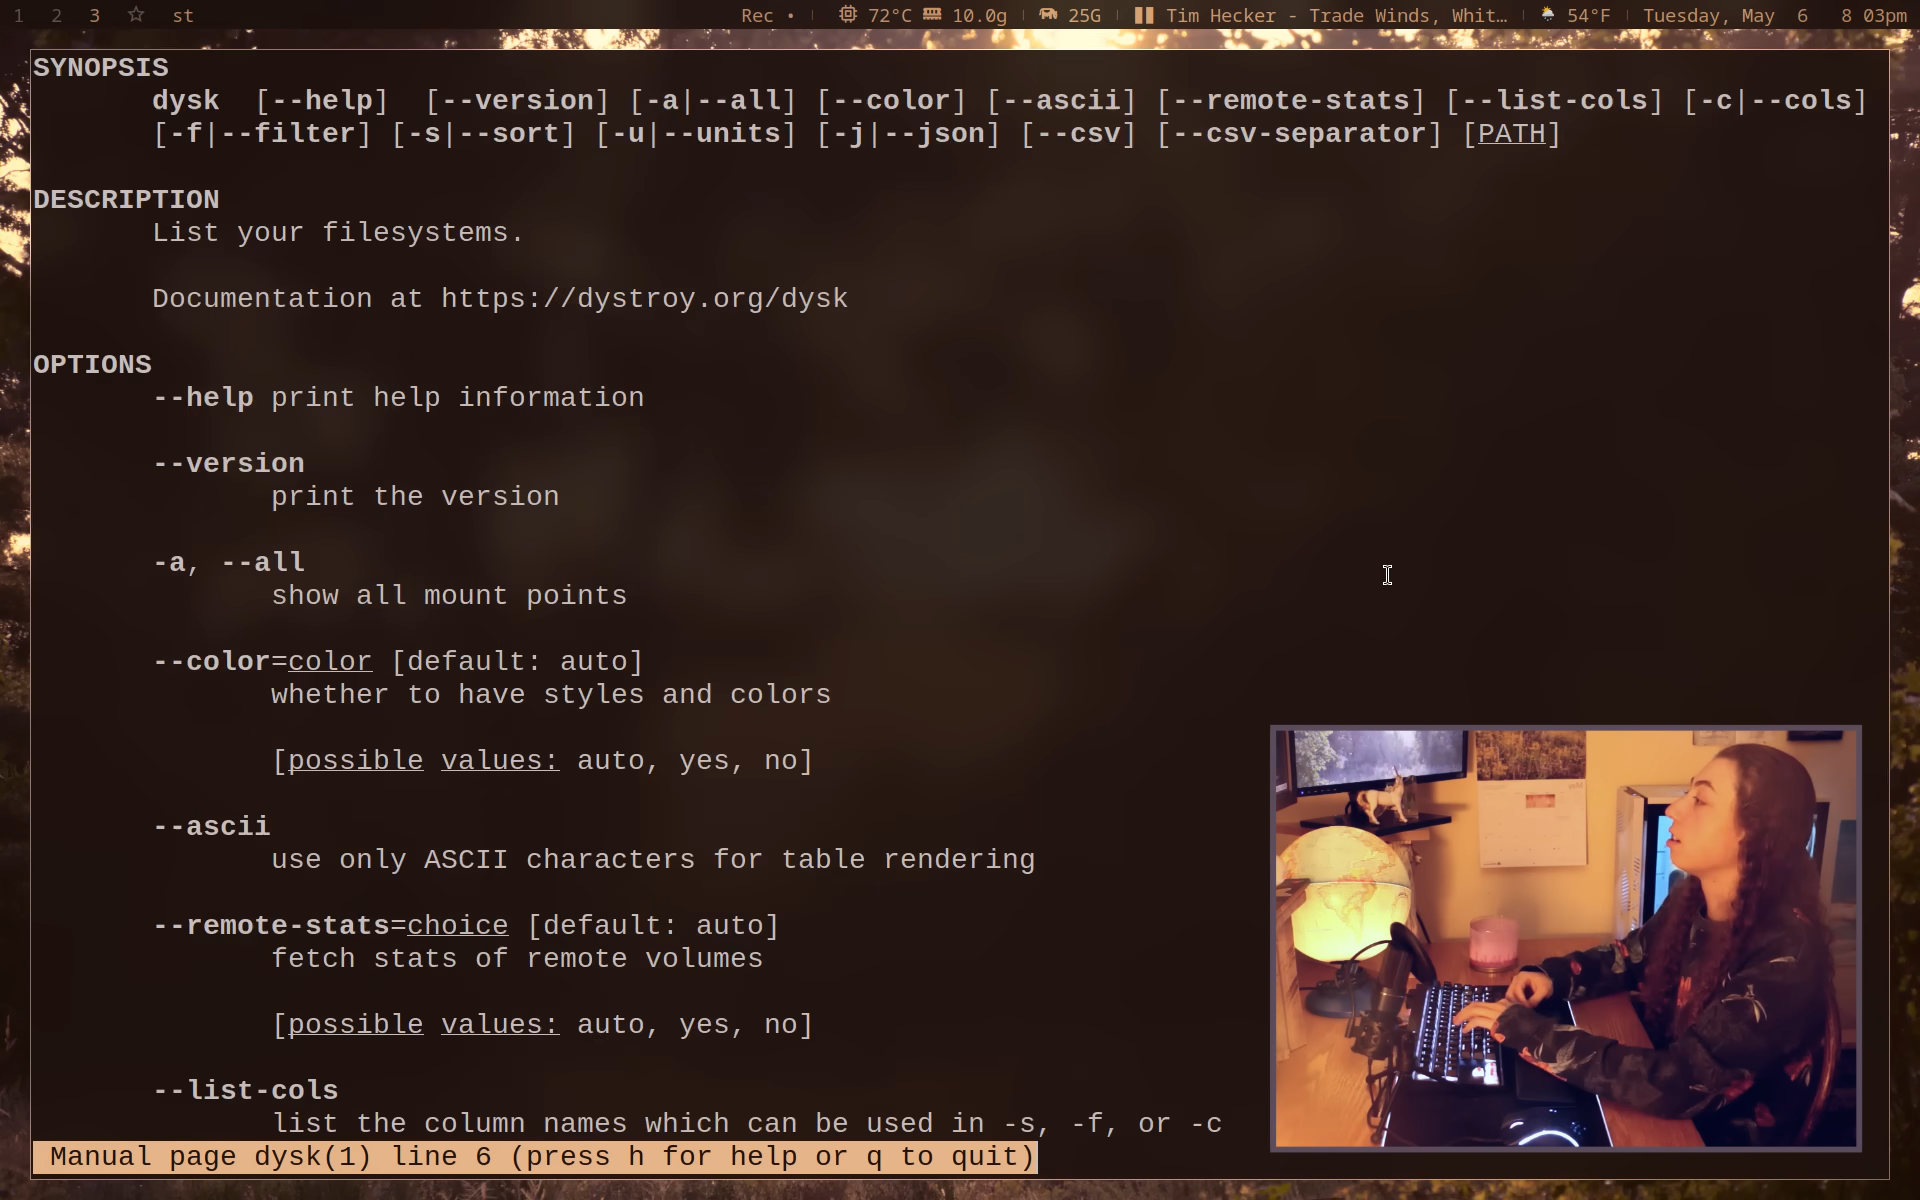 1 2 3 st Rec • 72°C 10.0g 25G Tim Hecker - Trade Winds, Whit… 54°F Tuesday, May 6 8 03pm
SYNOPSIS
dysk [--help] [--version] [-a|--all] [--color] [--ascii] [--remote-stats] [--list-cols] [-c|--cols]
[-f|--filter] [-s|--sort] [-u|--units] [-j|--json] [--csv] [--csv-separator] [PATH]
DESCRIPTION
List your filesystems.
Documentation at https://dystroy.org/dysk
OPTIONS
--help print help information
--version
print the version
-a, --all
show all mount points
--color=color [default: auto]
whether to have styles and colors
[possible values: auto, yes, no]
--ascii
use only ASCII characters for table rendering
--remote-stats=choice [default: auto]
fetch stats of remote volumes
[possible values: auto, yes, no]
--list-cols
list the column names which can be used in -s, -f, or -c
Manual page dysk(1) line 6 (press h for help or q to quit)